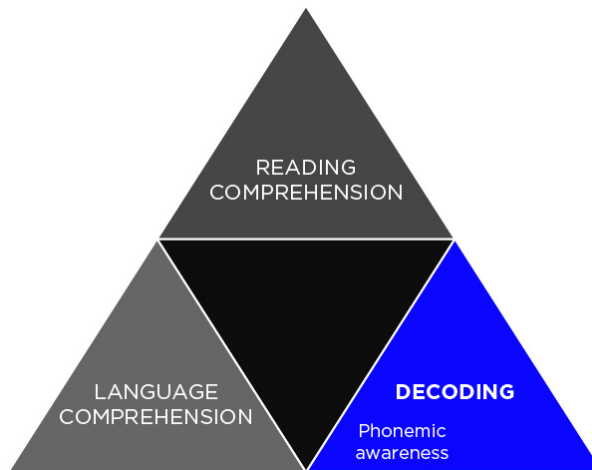 READING
COMPREHENSION
LANGUAGE
COMPREHENSION
DECODING
Phonemic
awareness